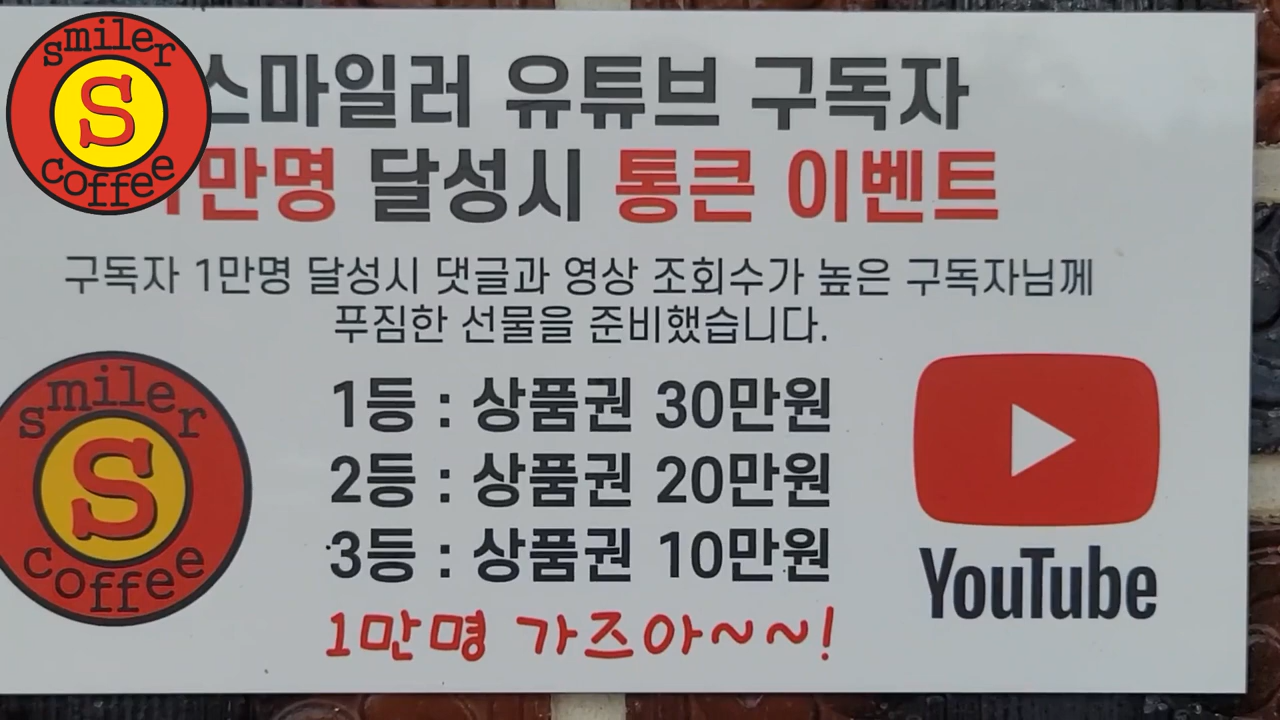 smiler
S
coffee
스마일러 유튜브 구독자
1만명 달성시 통큰 이벤트
구독자 1만명 달성시 댓글과 영상 조회수가 높은 구독자님께
푸짐한 선물을 준비했습니다.
smiler
S
coffee
1등 : 상품권 30만원
2등 : 상품권 20만원
3등 : 상품권 10만원
1만명 가즈아~~!
YouTube